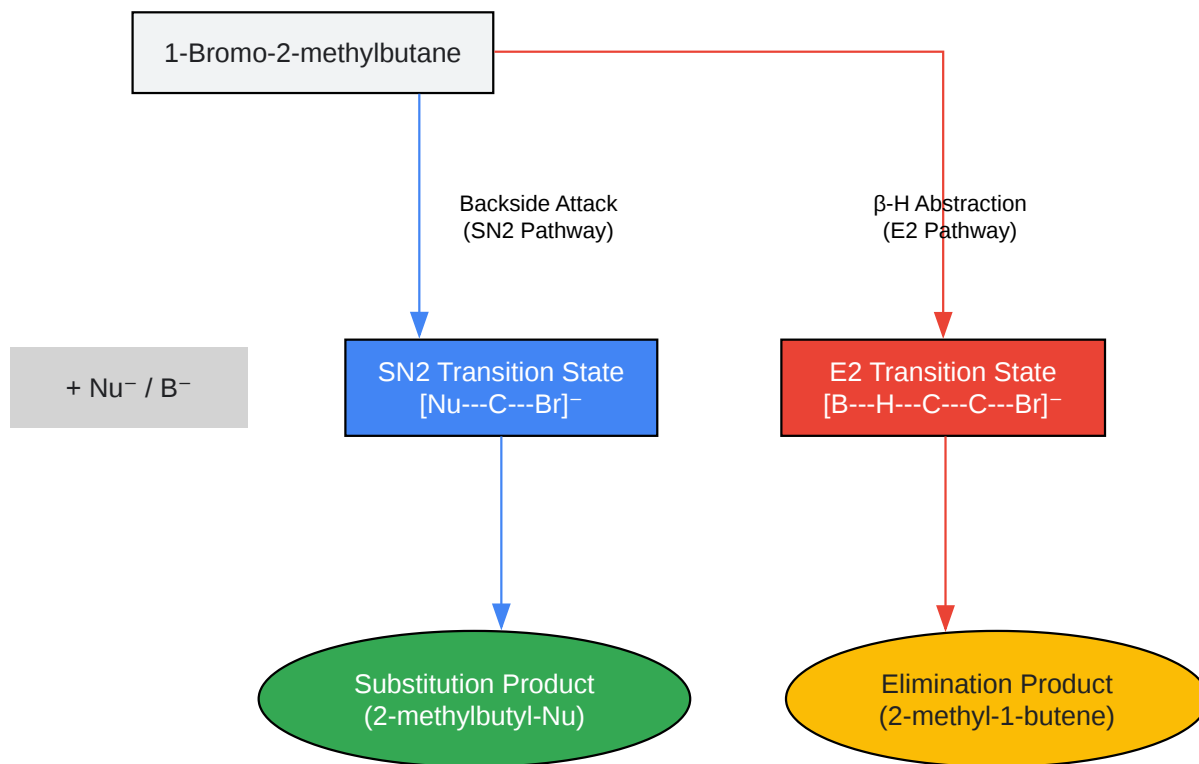 1-Bromo-2-methylbutane
Backside Attack
(SN2 Pathway)
β-H Abstraction
(E2 Pathway)
+ Nu⁻ / B⁻
SN2 Transition State
[Nu---C---Br]⁻
E2 Transition State
[B---H---C---C---Br]⁻
Substitution Product
(2-methylbutyl-Nu)
Elimination Product
(2-methyl-1-butene)